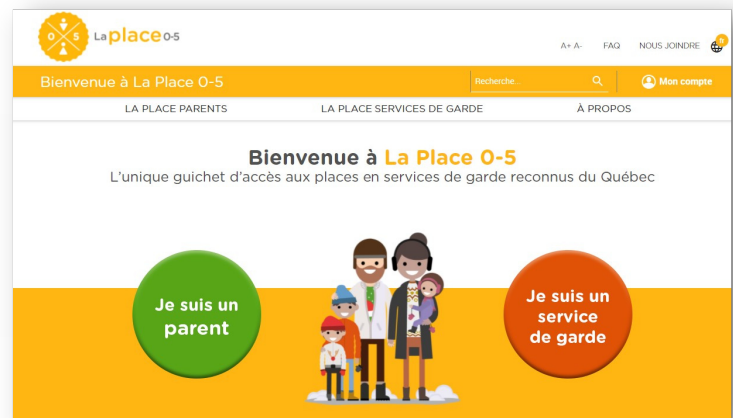 O S
La place 0-5
A+ A- FAQ NOUS JOINDRE fr
Bienvenue à La Place 0-5 Recherche... Mon compte
LA PLACE PARENTS LA PLACE SERVICES DE GARDE À PROPOS
Bienvenue à La Place 0-5
L'unique guichet d'accès aux places en services de garde reconnus du Québec
Je suis un
parent
Je suis un
service
de garde